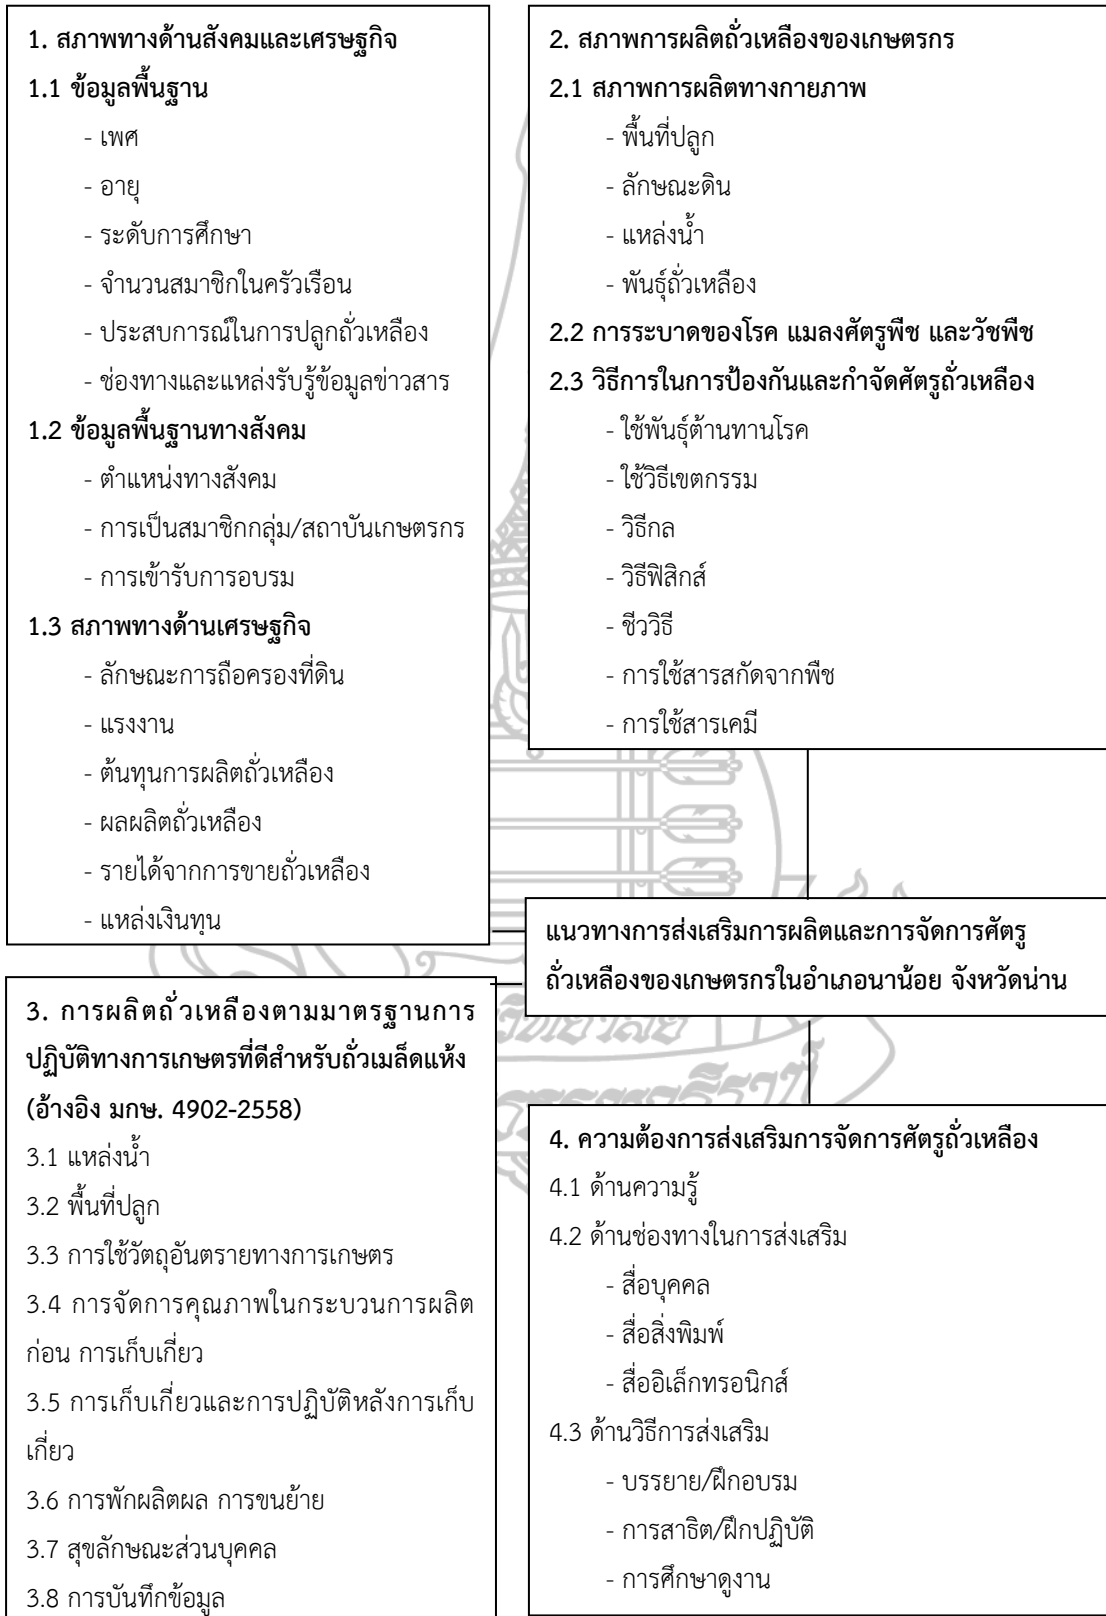 1. สภาพทางด้านสังคมและเศรษฐกิจ
1.1 ข้อมูลพื้นฐาน
- เพศ
- อายุ
- ระดับการศึกษา
- จำนวนสมาชิกในครัวเรือน
- ประสบการณ์ในการปลูกถั่วเหลือง
- ช่องทางและแหล่งรับรู้ข้อมูลข่าวสาร
1.2 ข้อมูลพื้นฐานทางสังคม
- ตำแหน่งทางสังคม
- การเป็นสมาชิกกลุ่ม/สถาบันเกษตรกร
- การเข้ารับการอบรม
1.3 สภาพทางด้านเศรษฐกิจ
- ลักษณะการถือครองที่ดิน
- แรงงาน
- ต้นทุนการผลิตถั่วเหลือง
- ผลผลิตถั่วเหลือง
- รายได้จากการขายถั่วเหลือง
- แหล่งเงินทุน
2. สภาพการผลิตถั่วเหลืองของเกษตรกร
2.1 สภาพการผลิตทางกายภาพ
- พื้นที่ปลูก
- ลักษณะดิน
- แหล่งน้ำ
- พันธุ์ถั่วเหลือง
2.2 การระบาดของโรค แมลงศัตรูพืช และวัชพืช
2.3 วิธีการในการป้องกันและกำจัดศัตรูถั่วเหลือง
- ใช้พันธุ์ต้านทานโรค
- ใช้วิธีเขตกรรม
- วิธีกล
- วิธีฟิสิกส์
- ชีววิธี
- การใช้สารสกัดจากพืช
- การใช้สารเคมี
แนวทางการส่งเสริมการผลิตและการจัดการศัตรู
ถั่วเหลืองของเกษตรกรในอำเภอนาน้อย จังหวัดน่าน
3. การผลิตถั่วเหลืองตามมาตรฐานการ
ปฏิบัติทางการเกษตรที่ดีสำหรับถั่วเมล็ดแห้ง
(อ้างอิง มกษ. 4902-2558)
3.1 แหล่งน้ำ
3.2 พื้นที่ปลูก
3.3 การใช้วัตถุอันตรายทางการเกษตร
3.4 การจัดการคุณภาพในกระบวนการผลิต
ก่อน การเก็บเกี่ยว
3.5 การเก็บเกี่ยวและการปฏิบัติหลังการเก็บ
เกี่ยว
3.6 การพักผลิตผล การขนย้าย
3.7 สุขลักษณะส่วนบุคคล
3.8 การบันทึกข้อมูล
4. ความต้องการส่งเสริมการจัดการศัตรูถั่วเหลือง
4.1 ด้านความรู้
4.2 ด้านช่องทางในการส่งเสริม
- สื่อบุคคล
- สื่อสิ่งพิมพ์
- สื่ออิเล็กทรอนิกส์
4.3 ด้านวิธีการส่งเสริม
- บรรยาย/ฝึกอบรม
- การสาธิต/ฝึกปฏิบัติ
- การศึกษาดูงาน